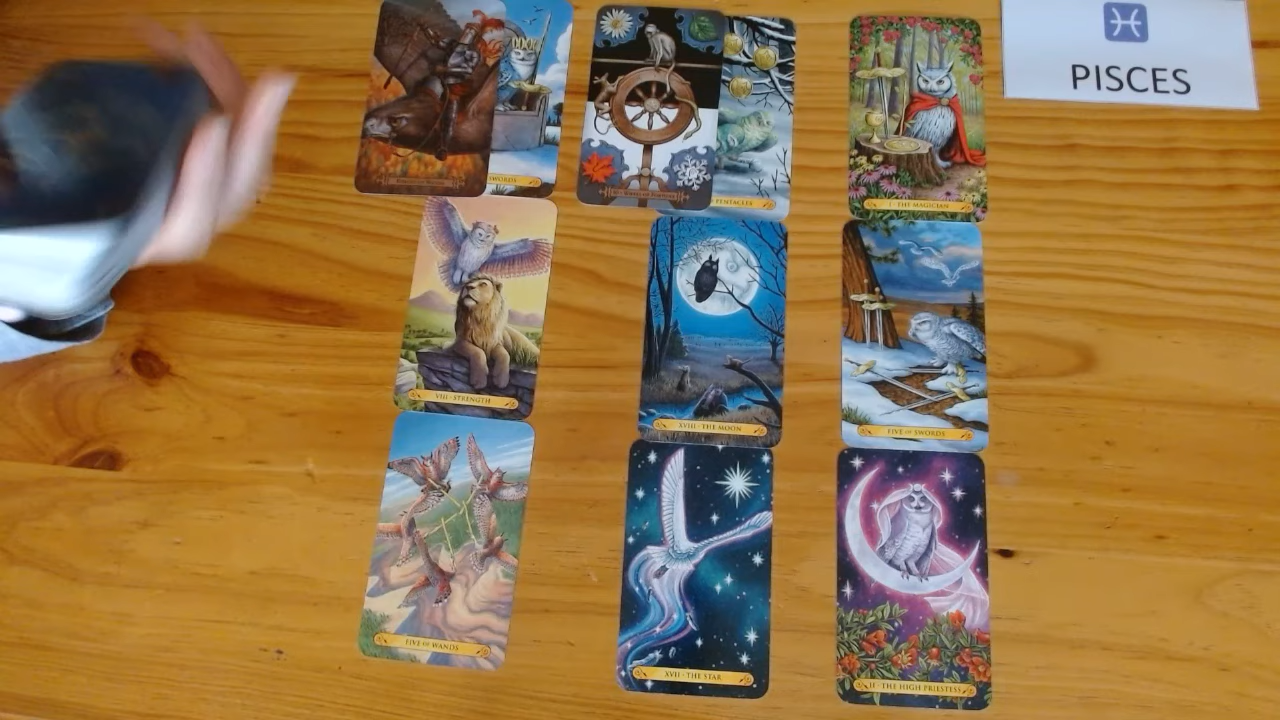 PISCES
SWORDS
PENTACLES
I · THE MAGICIAN
VIII · STRENGTH
XVIII · THE MOON
FIVE OF SWORDS
FIVE OF WANDS
XVII · THE STAR
II · THE HIGH PRIESTESS